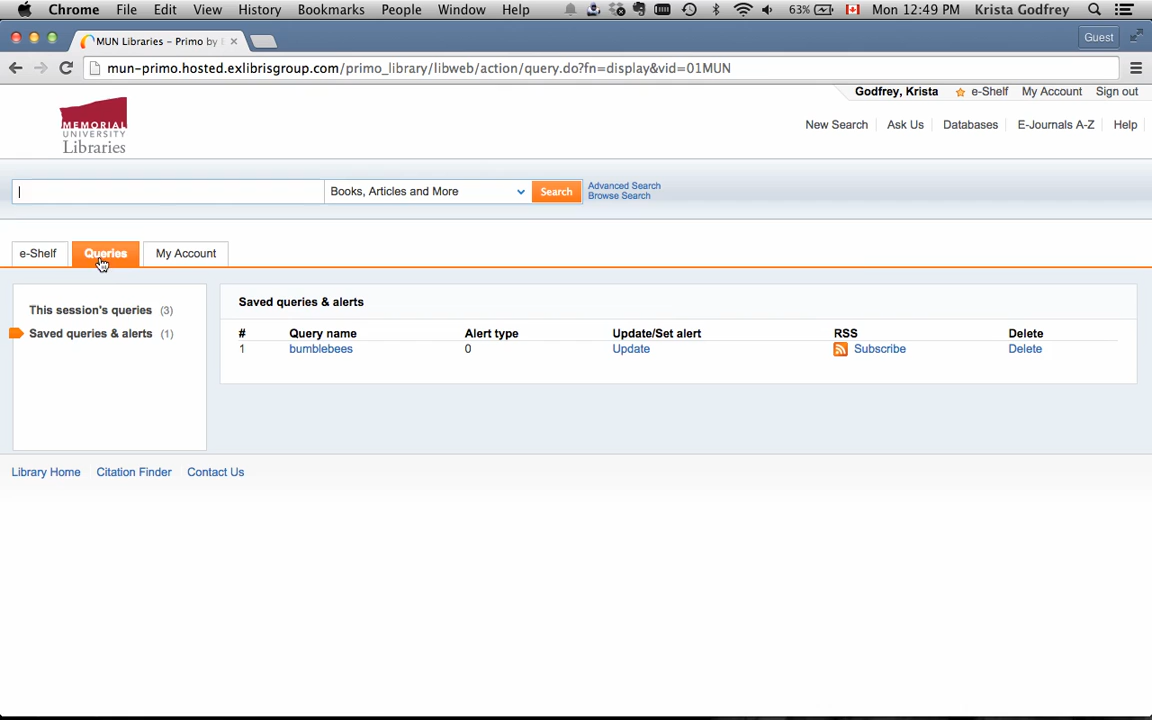 Chrome File Edit View History Bookmarks People Window Help 63% Mon 12:49 PM Krista Godfrey
MUN Libraries – Primo by Guest
mun-primo.hosted.exlibrisgroup.com/primo_library/libweb/action/query.do?fn=display&vid=01MUN
Godfrey, Krista e-Shelf My Account Sign out
MEMORIAL
UNIVERSITY
Libraries
New Search Ask Us Databases E-Journals A-Z Help
Books, Articles and More Search Advanced Search
Browse Search
e-Shelf Queries My Account
This session's queries (3)
Saved queries & alerts (1)
Saved queries & alerts
# Query name Alert type Update/Set alert RSS Delete
1 bumblebees 0 Update Subscribe Delete
Library Home Citation Finder Contact Us